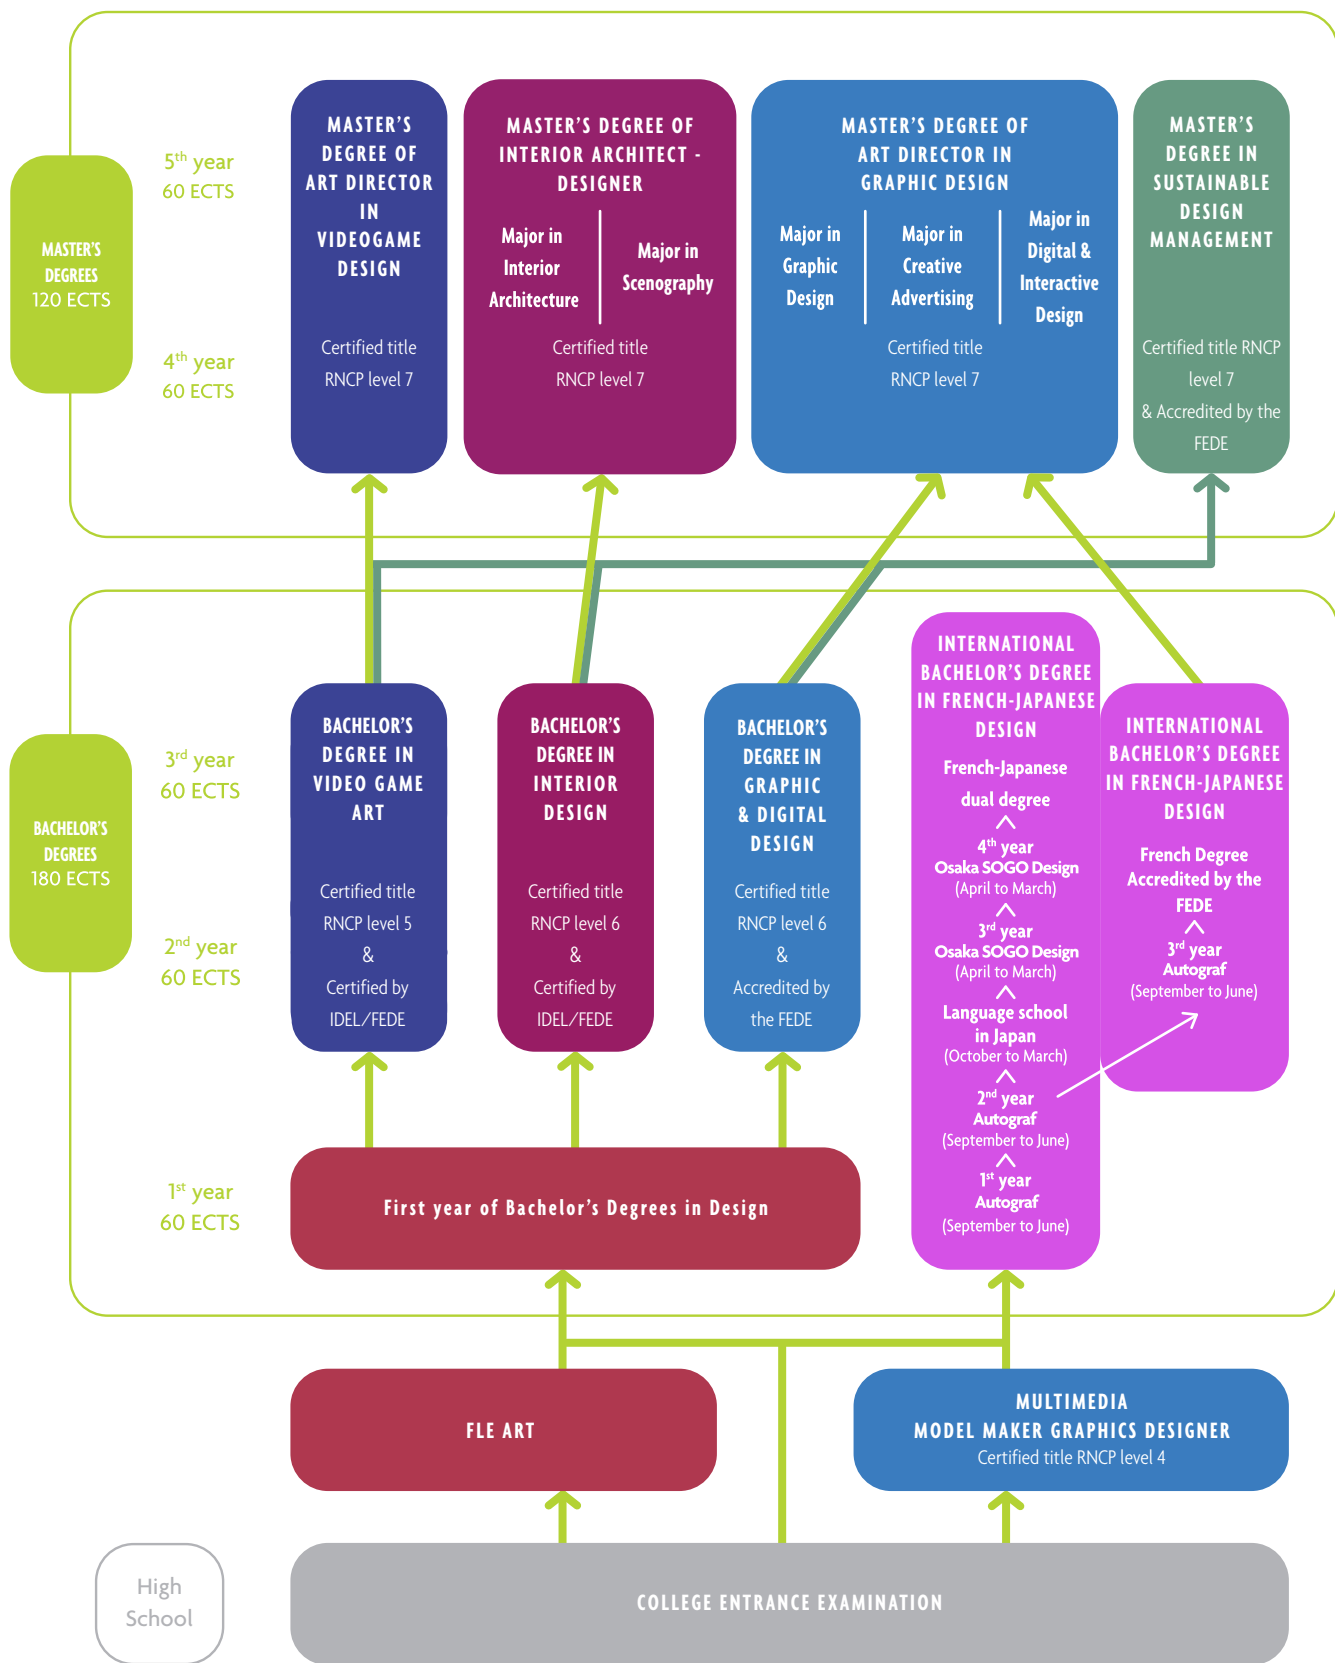 MASTER'S
DEGREES
120 ECTS
5th year
60 ECTS
4th year
60 ECTS
MASTER'S
DEGREE OF
ART DIRECTOR
IN
VIDEOGAME
DESIGN
Certified title
RNCP level 7
MASTER'S DEGREE OF
INTERIOR ARCHITECT -
DESIGNER
Major in
Interior
Architecture
Major in
Scenography
Certified title
RNCP level 7
MASTER'S DEGREE OF
ART DIRECTOR IN
GRAPHIC DESIGN
Major in
Graphic
Design
Major in
Creative
Advertising
Major in
Digital &
Interactive
Design
Certified title
RNCP level 7
MASTER'S
DEGREE IN
SUSTAINABLE
DESIGN
MANAGEMENT
Certified title RNCP
level 7
& Accredited by the
FEDE
BACHELOR'S
DEGREES
180 ECTS
3rd year
60 ECTS
2nd year
60 ECTS
1st year
60 ECTS
BACHELOR'S
DEGREE IN
VIDEO GAME
ART
Certified title
RNCP level 5
&
Certified by
IDEL/FEDE
BACHELOR'S
DEGREE IN
INTERIOR
DESIGN
Certified title
RNCP level 6
&
Certified by
IDEL/FEDE
BACHELOR'S
DEGREE IN
GRAPHIC
& DIGITAL
DESIGN
Certified title
RNCP level 6
&
Accredited by
the FEDE
INTERNATIONAL
BACHELOR'S DEGREE
IN FRENCH-JAPANESE
DESIGN
French-Japanese
dual degree
4th year
Osaka SOGO Design
(April to March)
3rd year
Osaka SOGO Design
(April to March)
Language school
in Japan
(October to March)
2nd year
Autograf
(September to June)
1st year
Autograf
(September to June)
INTERNATIONAL
BACHELOR'S DEGREE
IN FRENCH-JAPANESE
DESIGN
French Degree
Accredited by the
FEDE
3rd year
Autograf
(September to June)
First year of Bachelor's Degrees in Design
FLE ART
MULTIMEDIA
MODEL MAKER GRAPHICS DESIGNER
Certified title RNCP level 4
High
School
COLLEGE ENTRANCE EXAMINATION